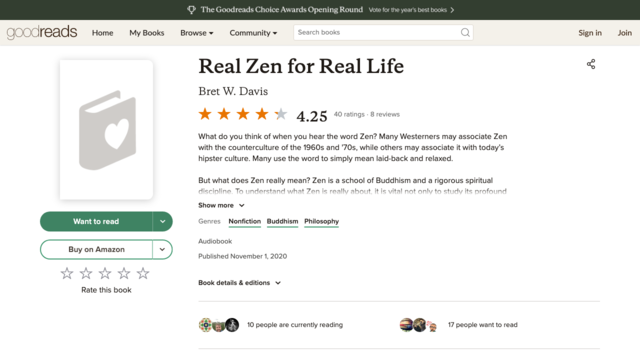 The Goodreads Choice Awards Opening Round Vote for the year's best books
goodreads Home My Books Browse Community Search books Sign in Join
Real Zen for Real Life
Bret W. Davis
4.25 40 ratings · 8 reviews
What do you think of when you hear the word Zen? Many Westerners may associate Zen
with the counterculture of the 1960s and '70s, while others may associate it with today's
hipster culture. Many use the word to simply mean laid-back and relaxed.
But what does Zen really mean? Zen is a school of Buddhism and a rigorous spiritual
discipline. To understand what Zen is really about, it is vital not only to study its profound
Show more
Want to read
Genres Nonfiction Buddhism Philosophy
Buy on Amazon
Audiobook
Published November 1, 2020
Rate this book
Book details & editions
10 people are currently reading
17 people want to read